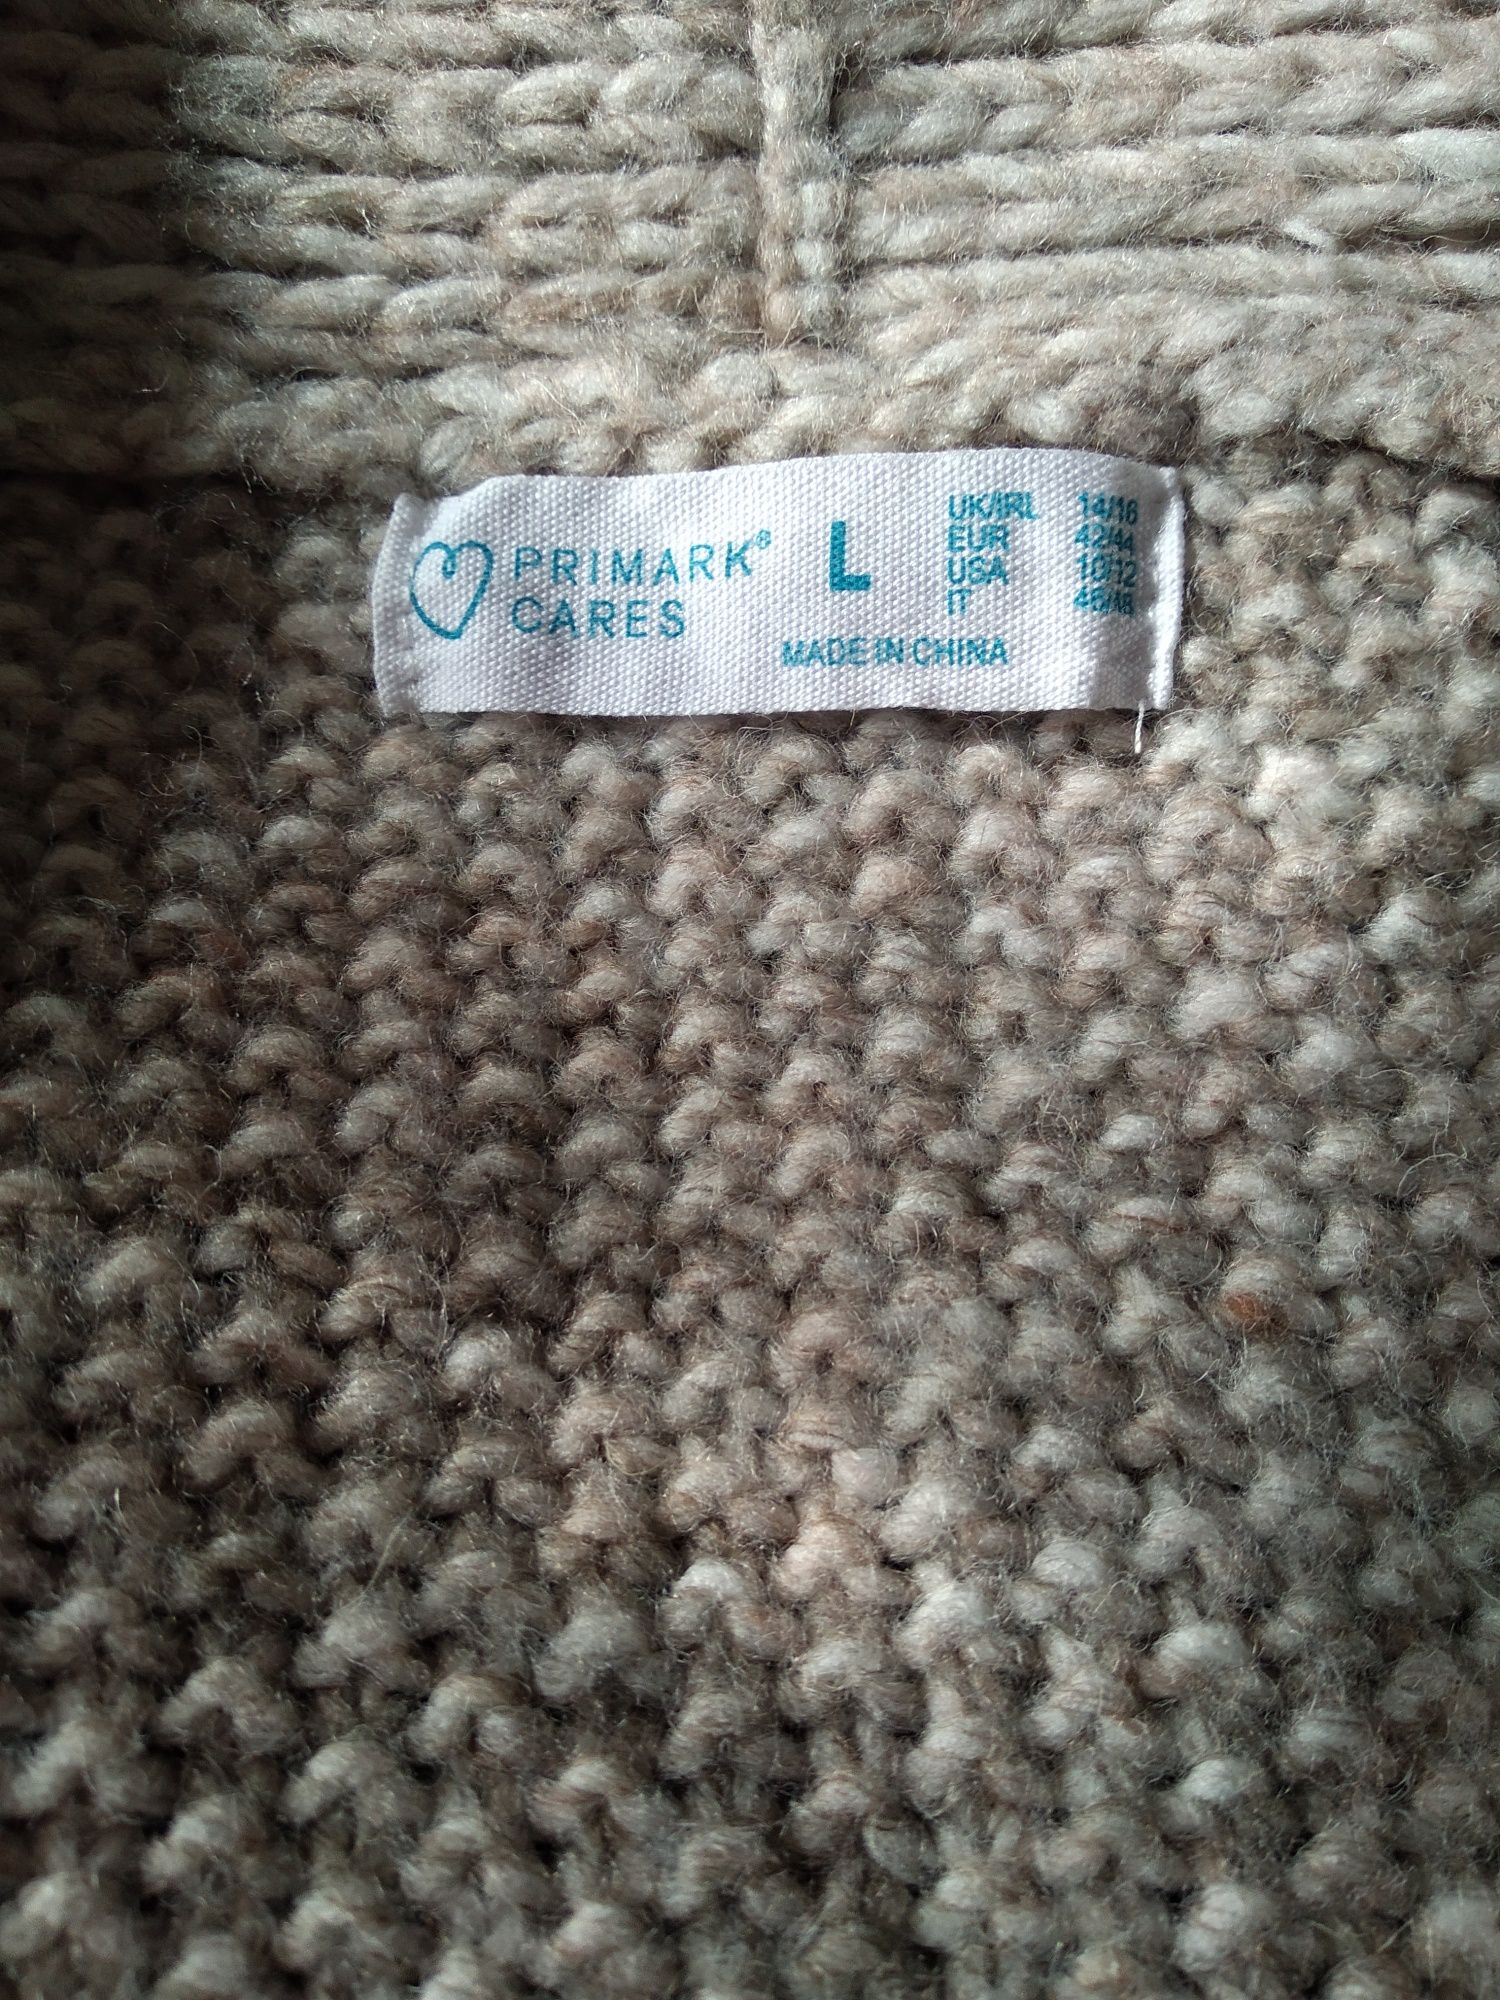 PRIMARK®
CARES
L
UK/IRL 14/16
EUR 42/44
USA 10/12
IT 46/48
MADE IN CHINA